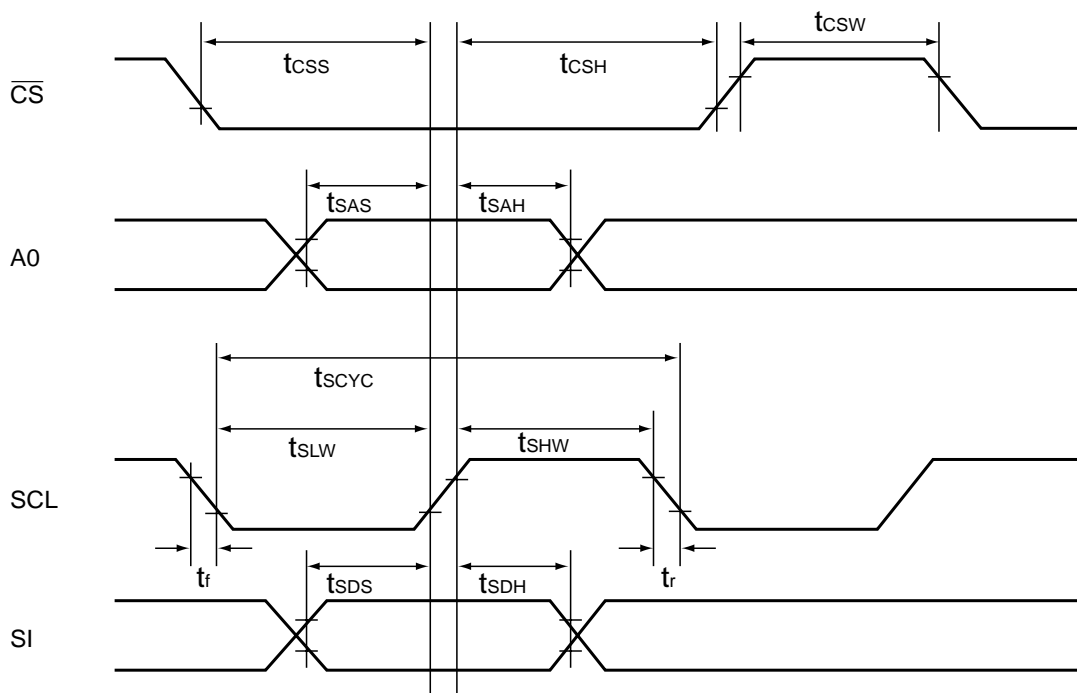 tCSS
tCSH
tCSW
CS
tSAS
tSAH
A0
tSCYC
tSLW
tSHW
SCL
tf
tSDS
tSDH
tr
SI